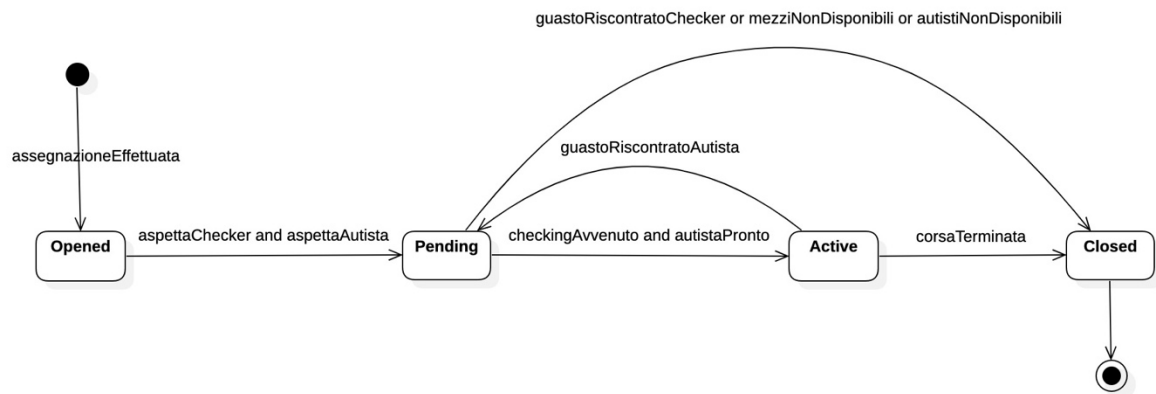 guastoRiscontratoChecker or mezziNonDisponibili or autistiNonDisponibili
assegnazioneEffettuata
guastoRiscontratoAutista
Opened
aspettaChecker and aspettaAutista
Pending
checkingAvvenuto and autistaPronto
Active
corsaTerminata
Closed